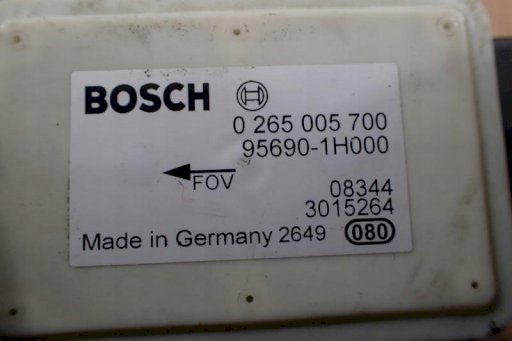 BOSCH
0 265 005 700
95690-1H000
FOV
08344
3015264
Made in Germany 2649 080